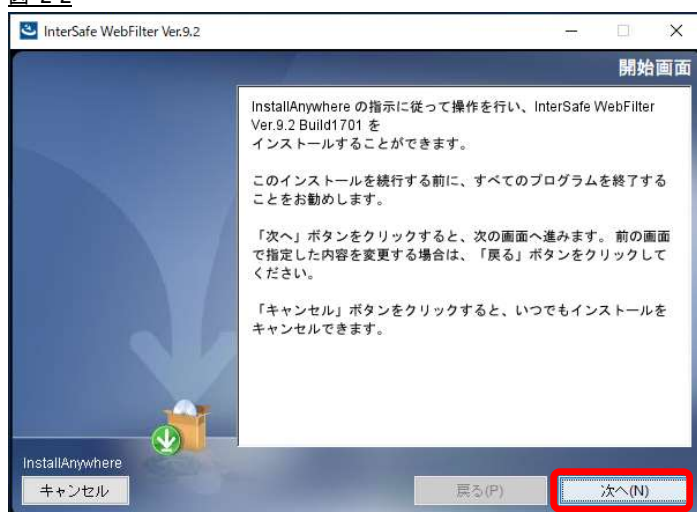 図 2-2
InterSafe WebFilter Ver.9.2
開始画面
InstallAnywhere の指示に従って操作を行い、InterSafe WebFilter
Ver.9.2 Build1701 を
インストールすることができます。
このインストールを続行する前に、すべてのプログラムを終了する
ことをお勧めします。
「次へ」ボタンをクリックすると、次の画面へ進みます。 前の画面
で指定した内容を変更する場合は、「戻る」ボタンをクリックして
ください。
「キャンセル」ボタンをクリックすると、いつでもインストールを
キャンセルできます。
InstallAnywhere
キャンセル
戻る(P)
次へ(N)